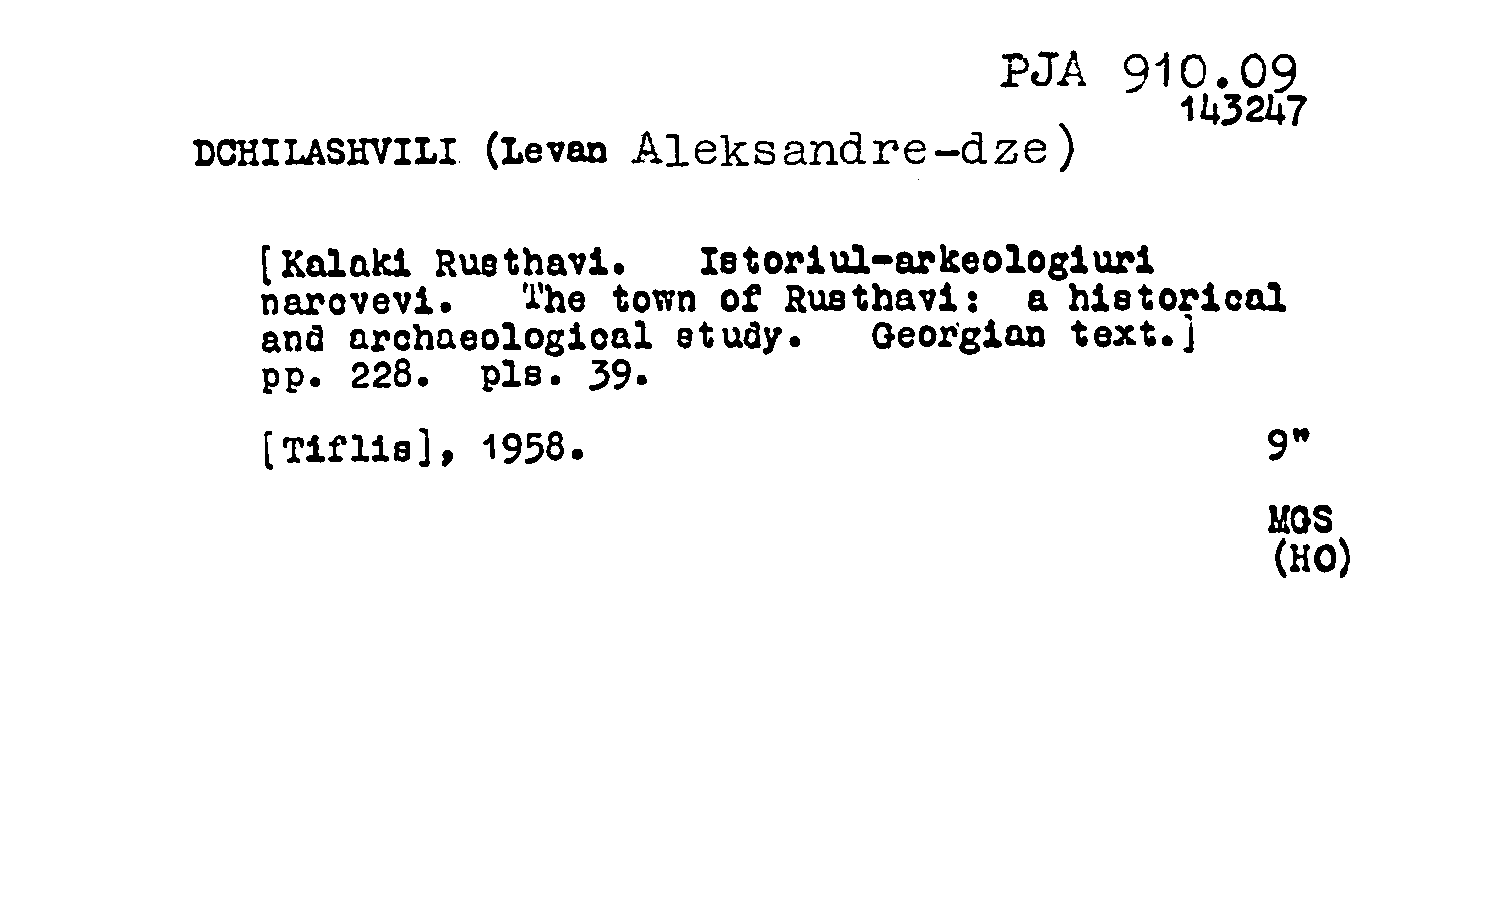 PJA 910.09
143247
DCHILASHVILI (Levan Aleksandre-dze)
[Kalaki Rusthavi. Istoriul-arkeologiuri
narcvevi. The town of Rusthavi: a historical
and archaeological study. Georgian text.]
pp. 228. pls. 39.
[Tiflis], 1958. 9"
MGS
(HO)